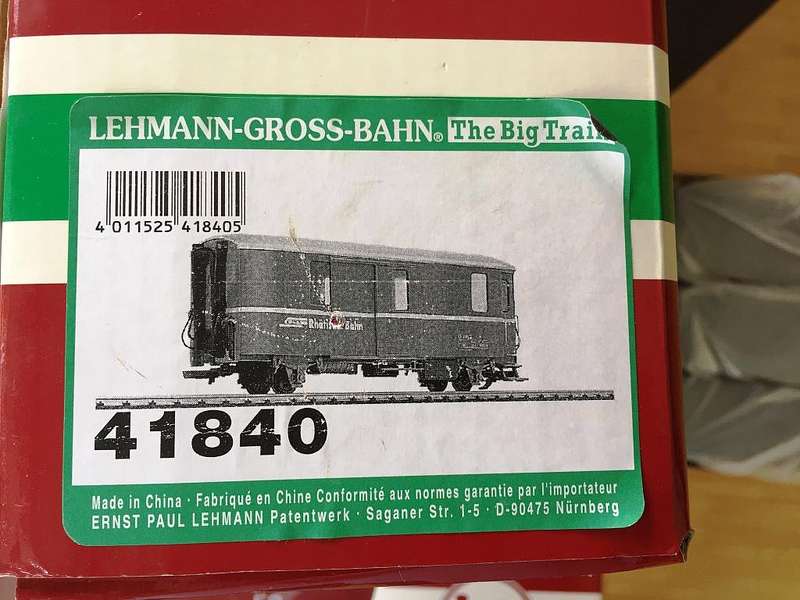 LEHMANN-GROSS-BAHN® The Big Train
4 011525 418405
Rhätische Bahn
41840
Made in China · Fabriqué en Chine Conformité aux normes garantie par l'importateur
ERNST PAUL LEHMANN Patentwerk · Saganer Str. 1-5 · D-90475 Nürnberg